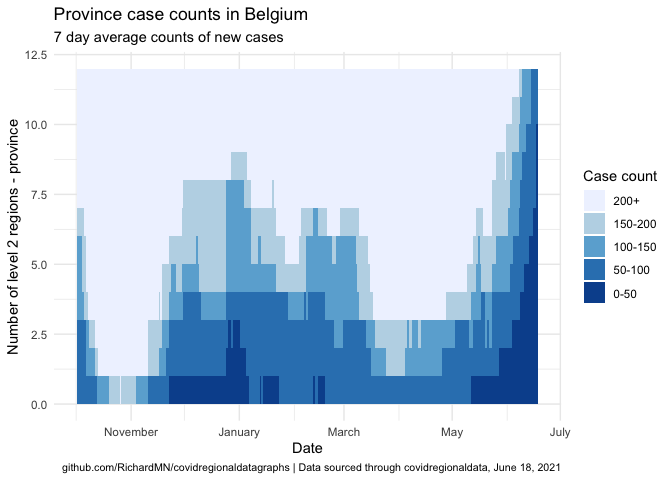 Province case counts in Belgium
7 day average counts of new cases
12.5
10.0
7.5
5.0
2.5
0.0
Number of level 2 regions - province
November
January
March
May
July
Date
Case count
200+
150-200
100-150
50-100
0-50
github.com/RichardMN/covidregionaldatagraphs | Data sourced through covidregionaldata, June 18, 2021